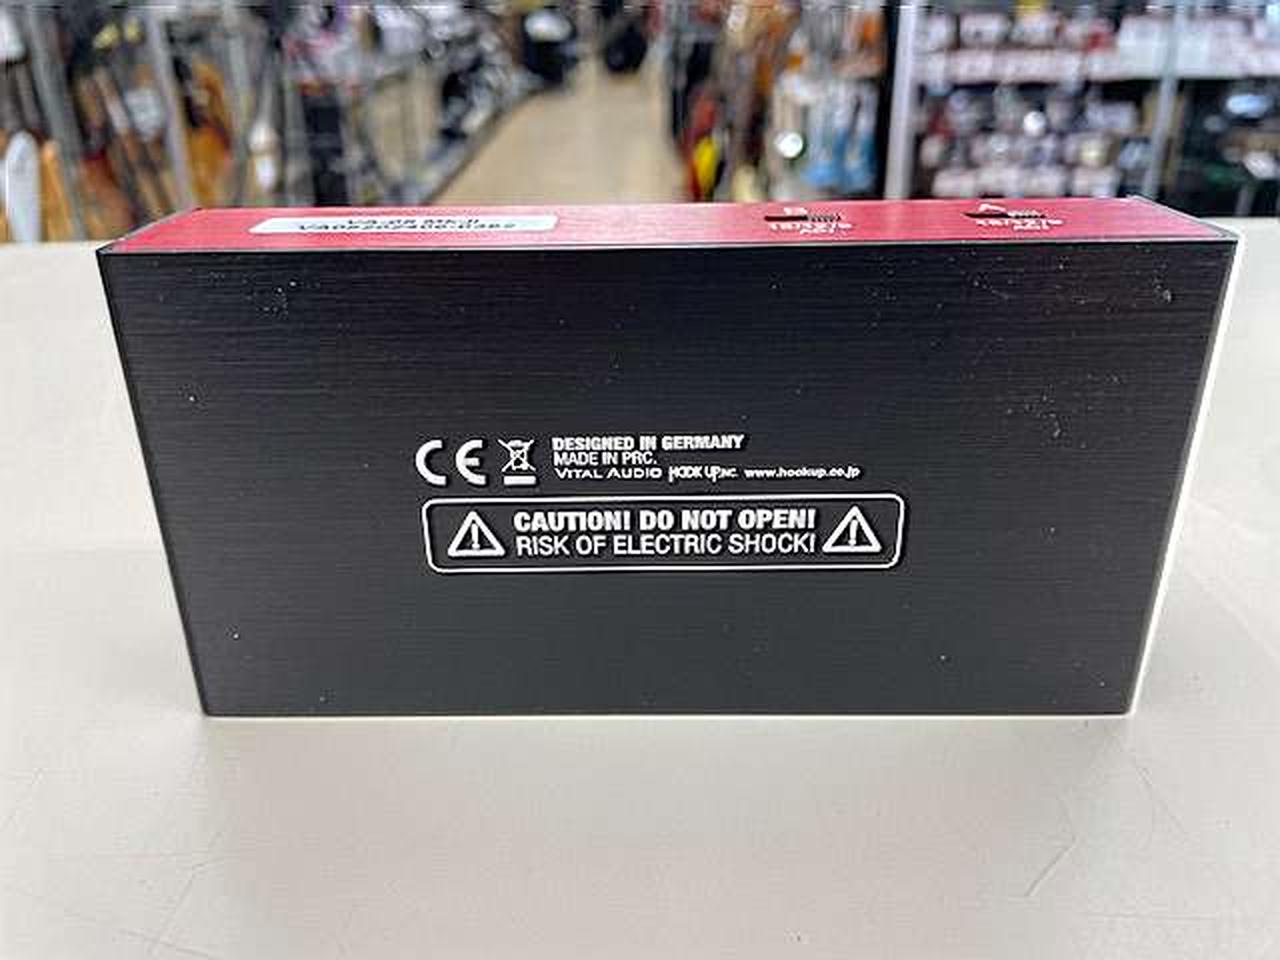 B
A
DESIGNED IN GERMANY
MADE IN PRC.
VITAL AUDIO HOOK UP,INC. www.hookup.co.jp
CAUTION! DO NOT OPEN!
RISK OF ELECTRIC SHOCK!